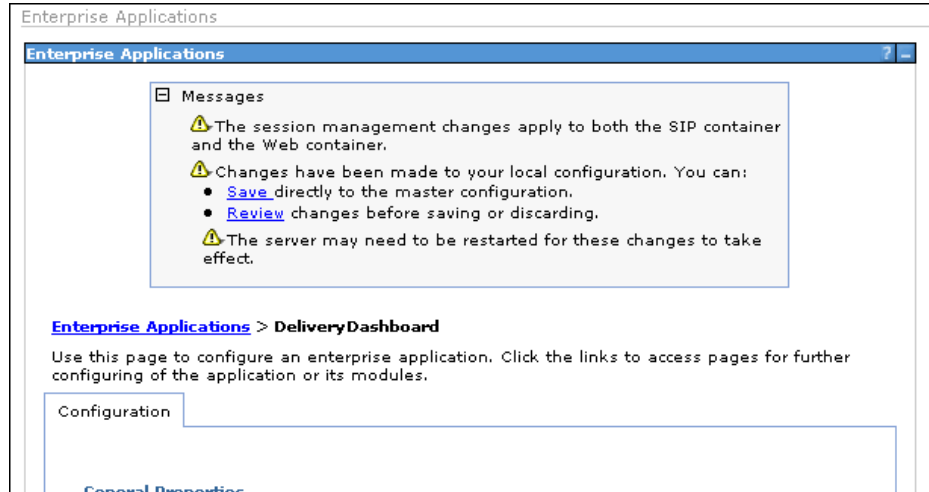 Enterprise Applications
Enterprise Applications ? –
Messages
The session management changes apply to both the SIP container
and the Web container.
Changes have been made to your local configuration. You can:
• Save directly to the master configuration.
• Review changes before saving or discarding.
The server may need to be restarted for these changes to take
effect.
Enterprise Applications > DeliveryDashboard
Use this page to configure an enterprise application. Click the links to access pages for further
configuring of the application or its modules.
Configuration
General Properties